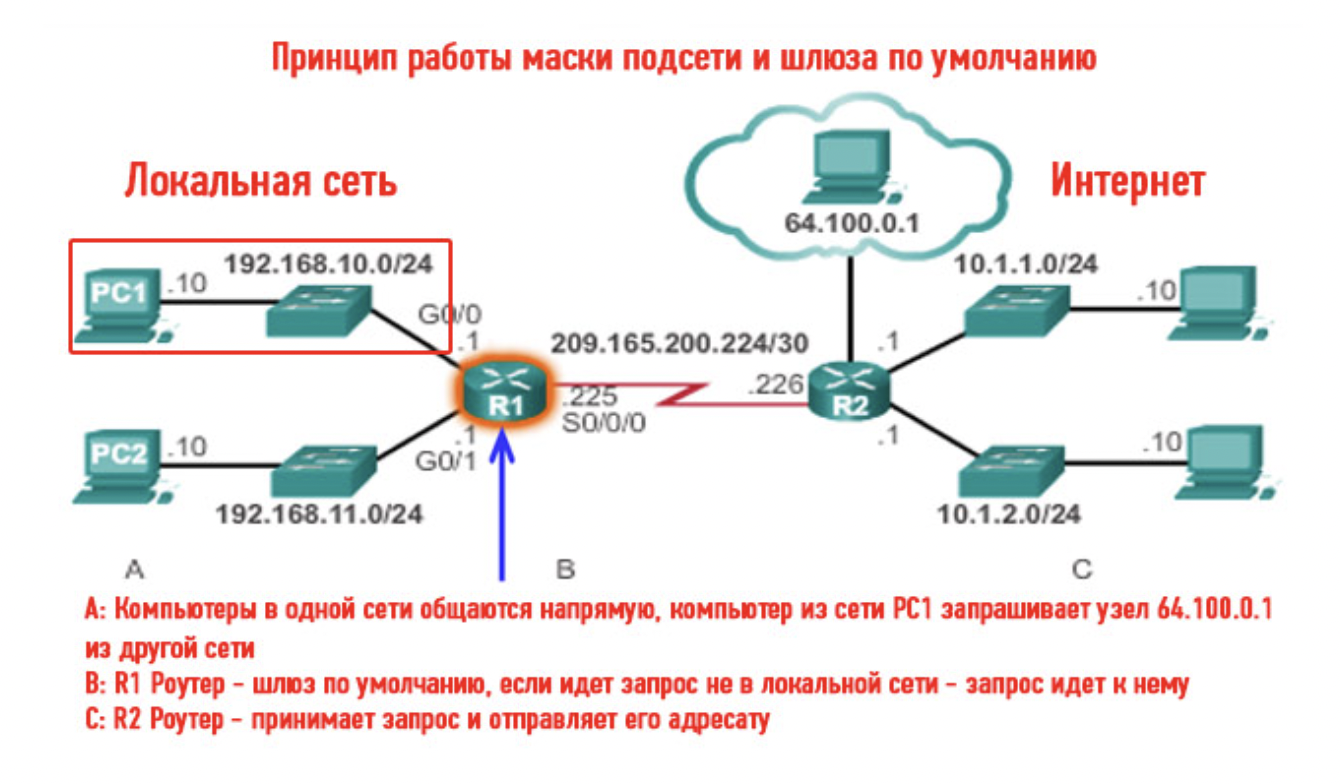 Принцип работы маски подсети и шлюза по умолчанию
Локальная сеть
Интернет
64.100.0.1
192.168.10.0/24
10.1.1.0/24
PC1
.10
.10
G0/0
.1
209.165.200.224/30
.1
R1
.225
.226
R2
S0/0/0
PC2
.10
.1
G0/1
.1
.10
192.168.11.0/24
10.1.2.0/24
A
B
C
А: Компьютеры в одной сети общаются напрямую, компьютер из сети PC1 запрашивает узел 64.100.0.1
из другой сети
В: R1 Роутер - шлюз по умолчанию, если идет запрос не в локальной сети - запрос идет к нему
С: R2 Роутер - принимает запрос и отправляет его адресату